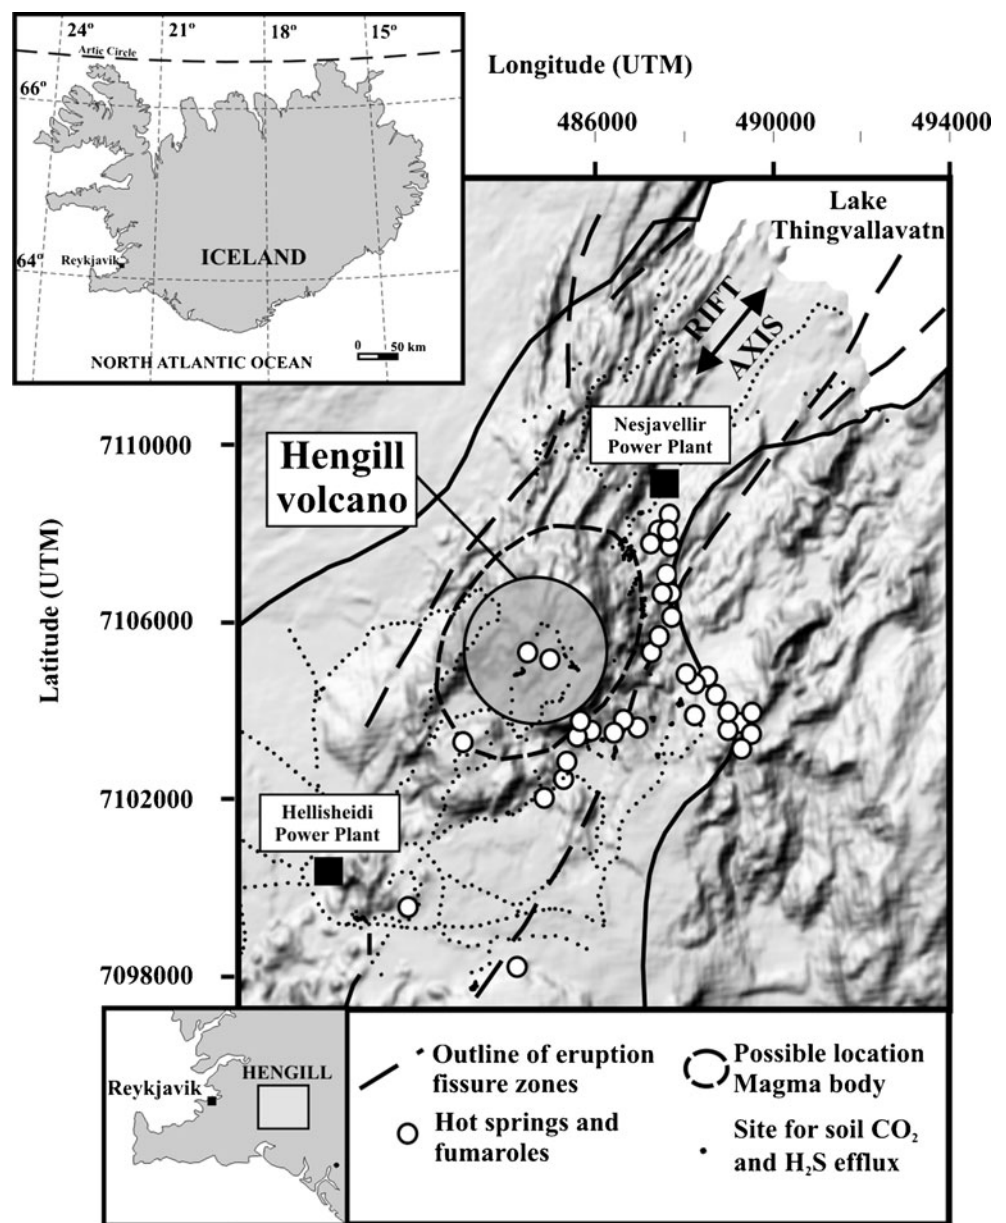 24º
21º
18º
15º
Artic Circle
66º
64º
Reykjavik
ICELAND
NORTH ATLANTIC OCEAN
0 50 km
Longitude (UTM)
486000
490000
494000
Lake
Thingvallavatn
RIFT
AXIS
Nesjavellir
Power Plant
Hengill
volcano
7110000
7106000
7102000
7098000
Latitude (UTM)
Hellisheidi
Power Plant
Reykjavik
HENGILL
Outline of eruption
fissure zones
Hot springs and
fumaroles
Possible location
Magma body
Site for soil CO₂
and H₂S efflux